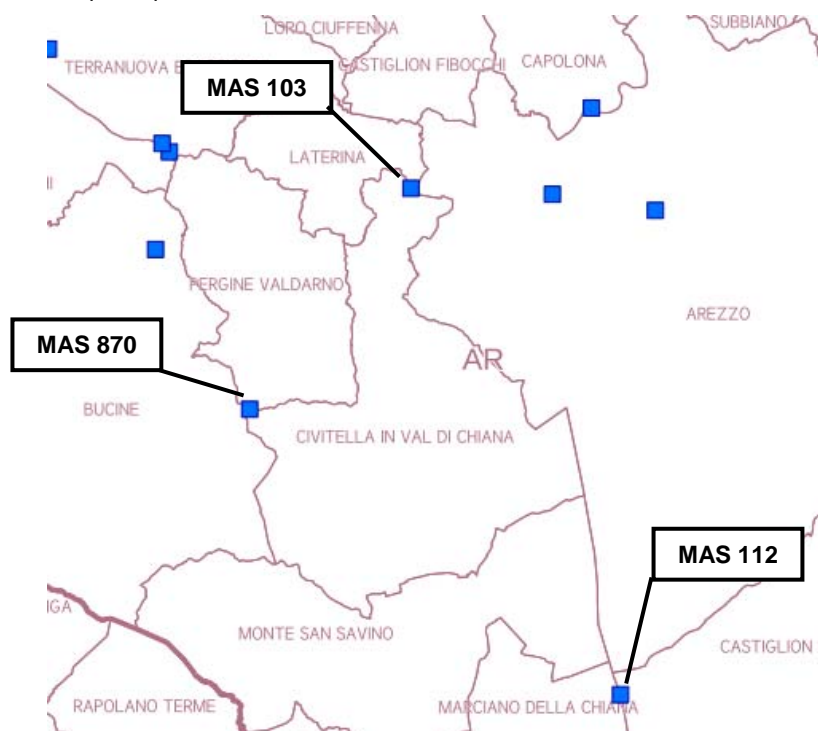 LORO CIUFFENNA
SUBBIANO
TERRANUOVA B
CASTIGLION FIBOCCHI
CAPOLONA
MAS 103
LATERINA
PERGINE VALDARNO
AREZZO
MAS 870
AR
BUCINE
CIVITELLA IN VAL DI CHIANA
MAS 112
MONTE SAN SAVINO
CASTIGLION
RAPOLANO TERME
MARCIANO DELLA CHIANA